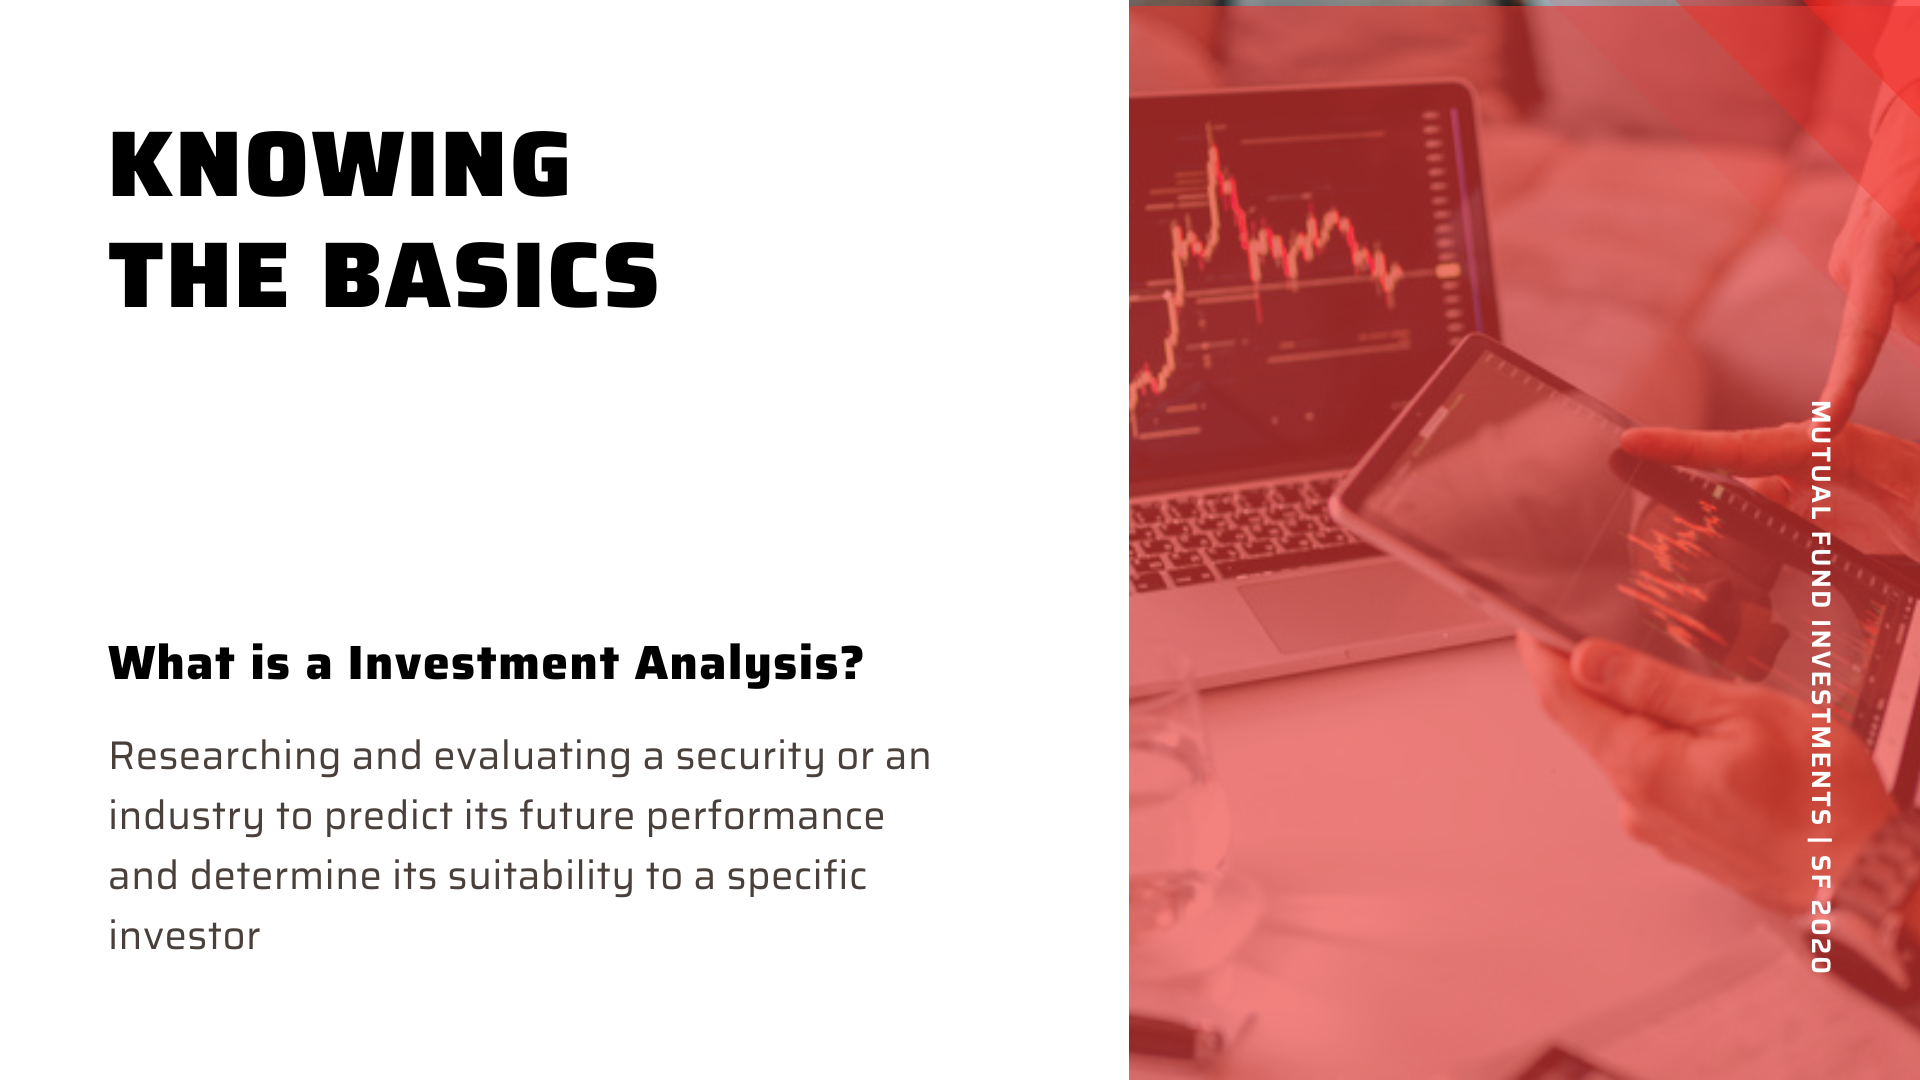 KNOWING
THE BASICS
What is a Investment Analysis?
Researching and evaluating a security or an
industry to predict its future performance
and determine its suitability to a specific
investor
MUTUAL FUND INVESTMENTS | SF 2020